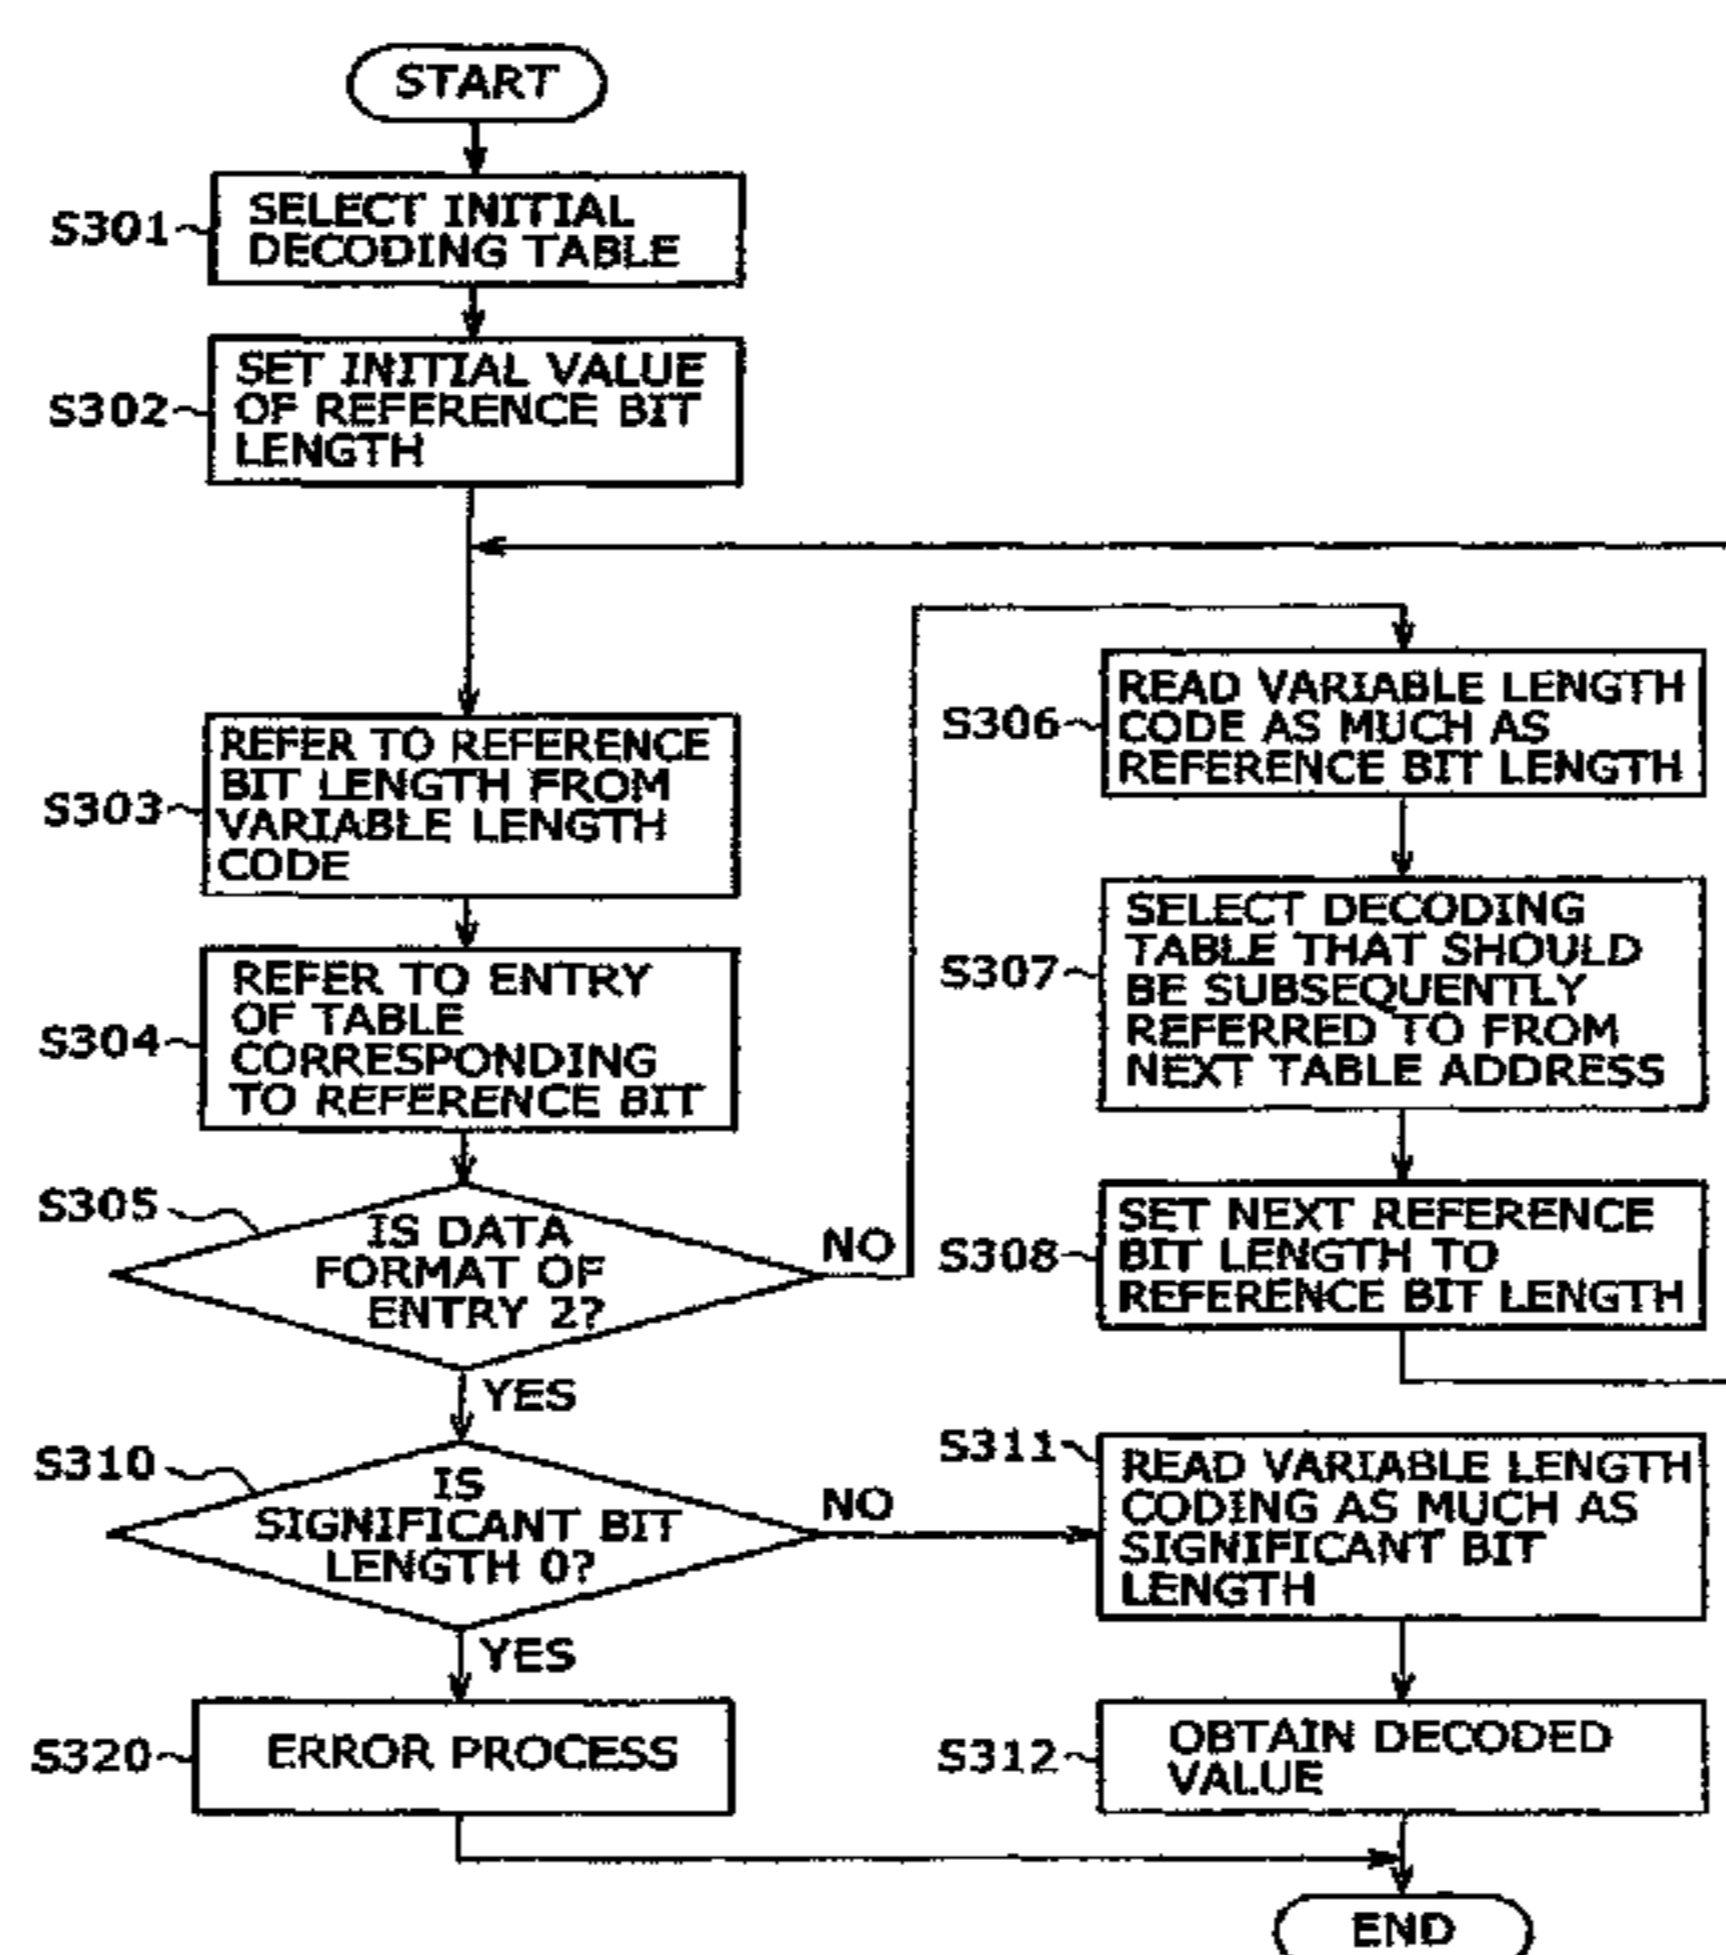 START
S301
SELECT INITIAL
DECODING TABLE
S302
SET INITIAL VALUE
OF REFERENCE BIT
LENGTH
S303
REFER TO REFERENCE
BIT LENGTH FROM
VARIABLE LENGTH
CODE
S304
REFER TO ENTRY
OF TABLE
CORRESPONDING
TO REFERENCE BIT
S305
IS DATA
FORMAT OF
ENTRY 2?
NO
YES
S306
READ VARIABLE LENGTH
CODE AS MUCH AS
REFERENCE BIT LENGTH
S307
SELECT DECODING
TABLE THAT SHOULD
BE SUBSEQUENTLY
REFERRED TO FROM
NEXT TABLE ADDRESS
S308
SET NEXT REFERENCE
BIT LENGTH TO
REFERENCE BIT LENGTH
S310
IS
SIGNIFICANT BIT
LENGTH 0?
NO
YES
S311
READ VARIABLE LENGTH
CODING AS MUCH AS
SIGNIFICANT BIT
LENGTH
S320
ERROR PROCESS
S312
OBTAIN DECODED
VALUE
END